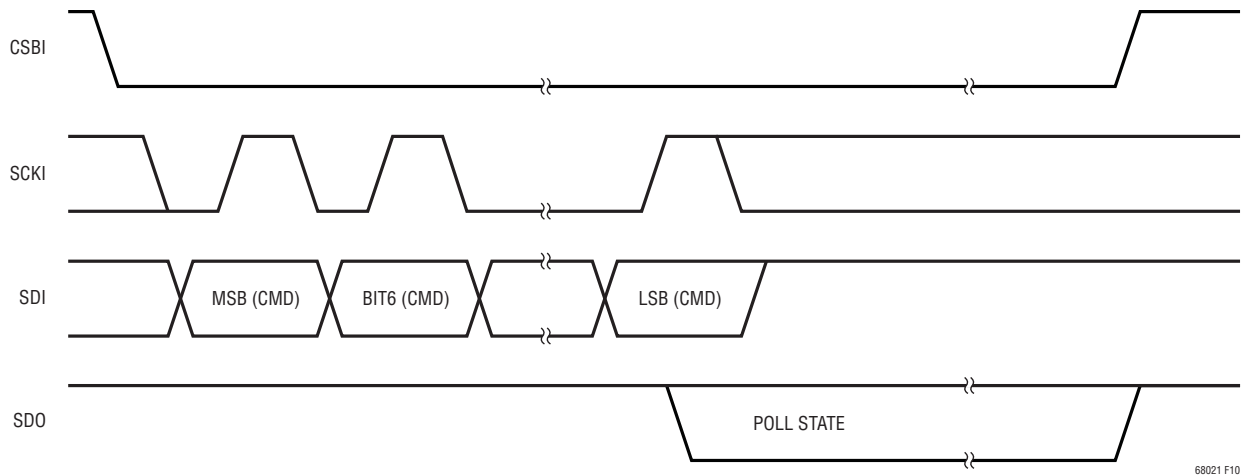 CSBI
SCKI
SDI
MSB (CMD)
BIT6 (CMD)
LSB (CMD)
SDO
POLL STATE
68021 F10